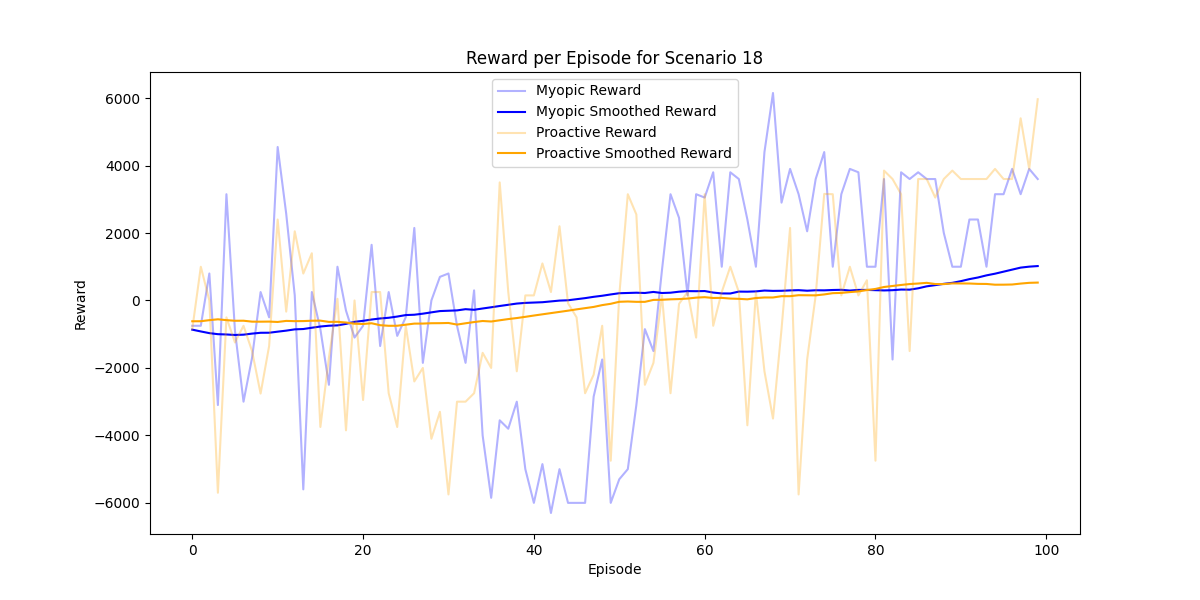 Reward per Episode for Scenario 18
Myopic Reward
Myopic Smoothed Reward
Proactive Reward
Proactive Smoothed Reward
Reward
6000
4000
2000
0
−2000
−4000
−6000
0 20 40 60 80 100
Episode